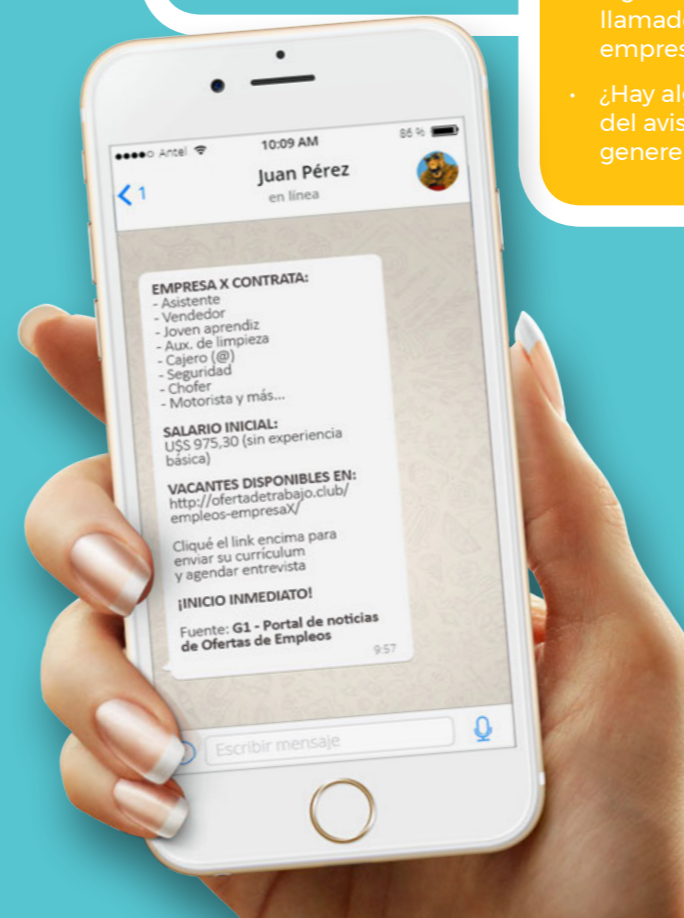 llamad
empres
¿Hay al
del avis
genere
Antel
10:09 AM
86 %
1
Juan Pérez
en línea
EMPRESA X CONTRATA:
- Asistente
- Vendedor
- Joven aprendiz
- Aux. de limpieza
- Cajero (@)
- Seguridad
- Chofer
- Motorista y más...
SALARIO INICIAL:
U$S 975,30 (sin experiencia
básica)
VACANTES DISPONIBLES EN:
http://ofertadetrabajo.club/
empleos-empresaX/
Cliqué el link encima para
enviar su currículum
y agendar entrevista
¡INICIO INMEDIATO!
Fuente: G1 - Portal de noticias
de Ofertas de Empleos
9:57
Escribir mensaje